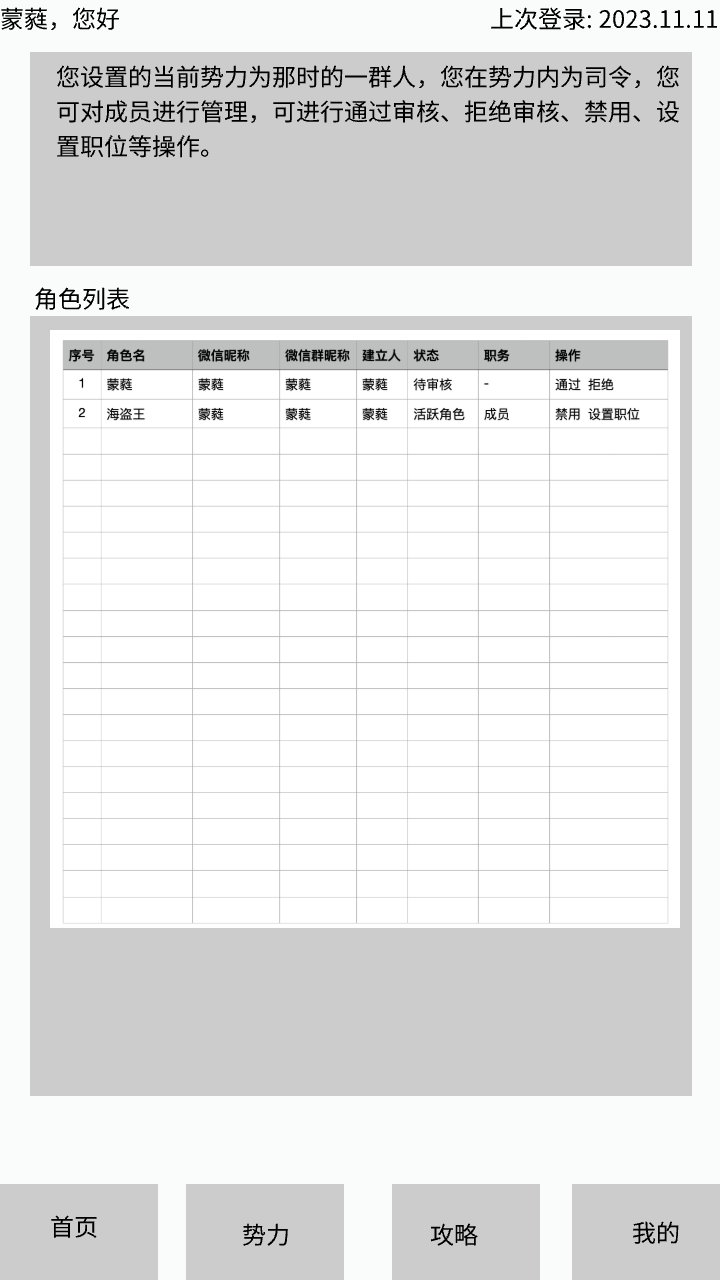 蒙蕤，您好
上次登录: 2023.11.11
您设置的当前势力为那时的一群人，您在势力内为司令，您
可对成员进行管理，可进行通过审核、拒绝审核、禁用、设
置职位等操作。
角色列表
序号 角色名 微信昵称 微信群昵称 建立人 状态 职务 操作
1 蒙蕤 蒙蕤 蒙蕤 蒙蕤 待审核 - 通过 拒绝
2 海盗王 蒙蕤 蒙蕤 蒙蕤 活跃角色 成员 禁用 设置职位
首页
势力
攻略
我的